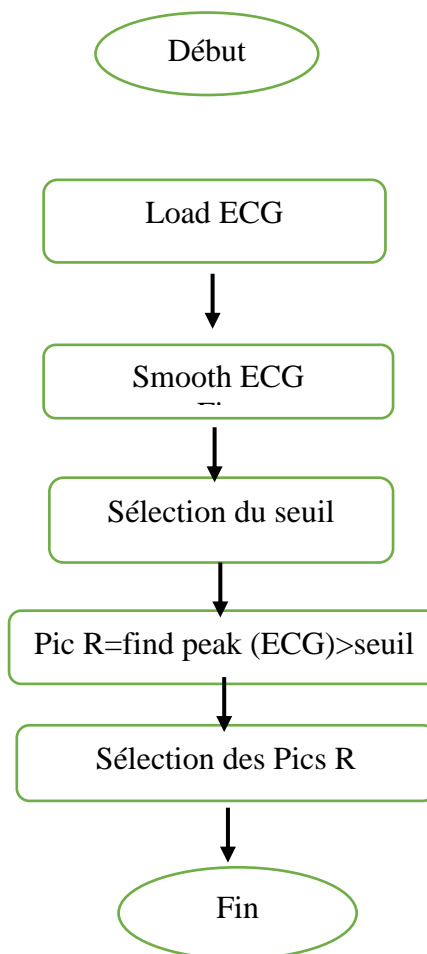 Début
Load ECG
Smooth ECG
Sélection du seuil
Pic R=find peak (ECG)>seuil
Sélection des Pics R
Fin